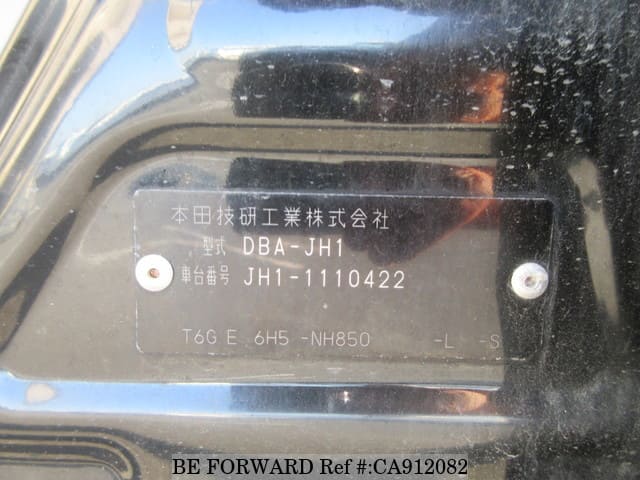 本田技研工業株式会社
型式 DBA-JH1
車台番号 JH1-1110422
T6G E 6H5 -NH850 -L -S
BE FORWARD Ref #:CA912082